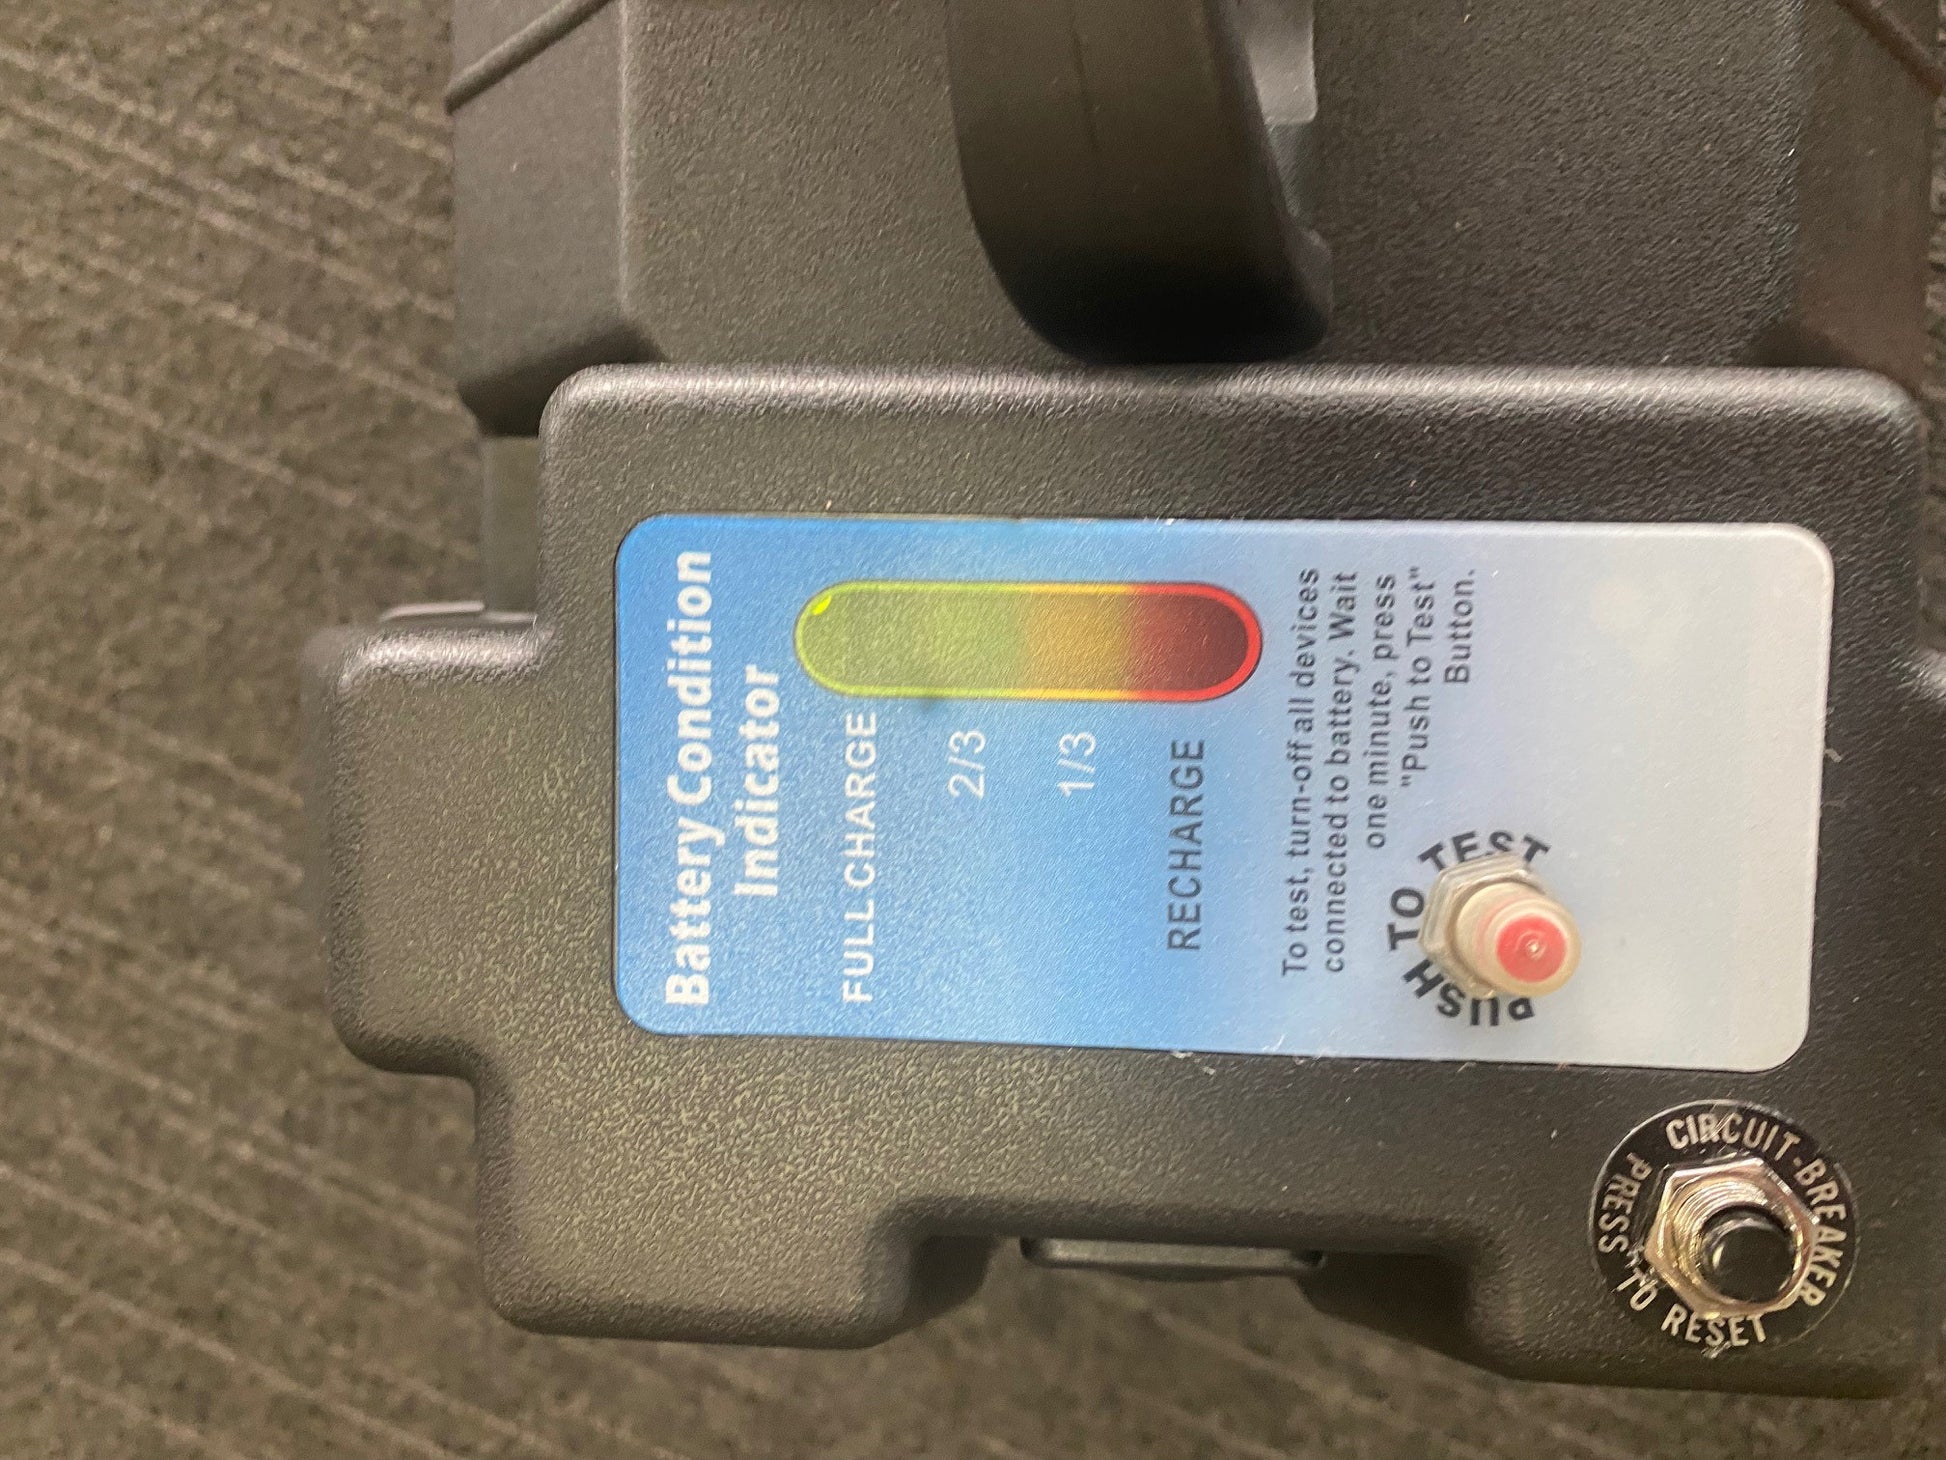 Battery Condition
Indicator
FULL CHARGE
2/3
1/3
RECHARGE
To test, turn-off all devices
connected to battery. Wait
one minute, press
"Push to Test"
Button.
PUSH TO TEST
CIRCUIT-BREAKER
PRESS TO RESET